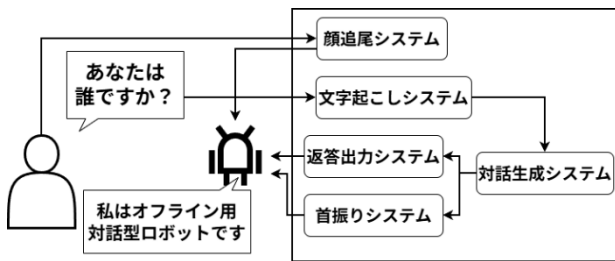 顔追尾システム
あなたは
誰ですか？
文字起こしシステム
返答出力システム
対話生成システム
首振りシステム
私はオフライン用
対話型ロボットです